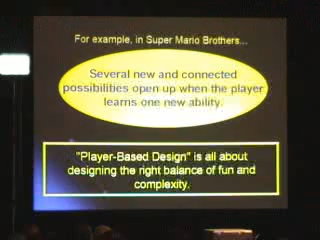 For example, in Super Mario Brothers...
Several new and connected
possibilities open up when the player
learns one new ability.
"Player-Based Design" is all about
designing the right balance of fun and
complexity.